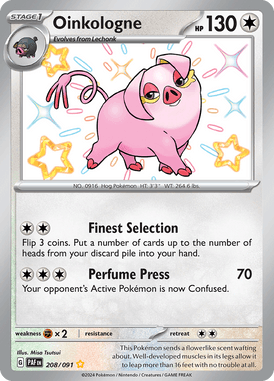 STAGE 1
Oinkologne
HP 130
Evolves from Lechonk
NO. 0916 Hog Pokémon HT. 3'3" WT. 264.6 lbs.
Finest Selection
Flip 3 coins. Put a number of cards up to the number of
heads from your discard pile into your hand.
Perfume Press 70
Your opponent's Active Pokémon is now Confused.
weakness ×2 resistance retreat
Illus. Misa Tsutsui
G PAF EN 208/091
This Pokémon sends a flowerlike scent wafting
about. Well-developed muscles in its legs allow it
to leap more than 16 feet with no trouble at all.
©2024 Pokémon / Nintendo / Creatures / GAME FREAK